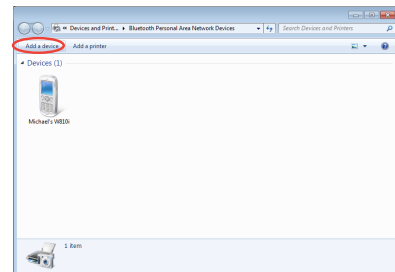 « Devices and Print... ▸ Bluetooth Personal Area Network Devices
Search Devices and Printers
Add a device
Add a printer
Devices (1)
Michael's W810i
1 item